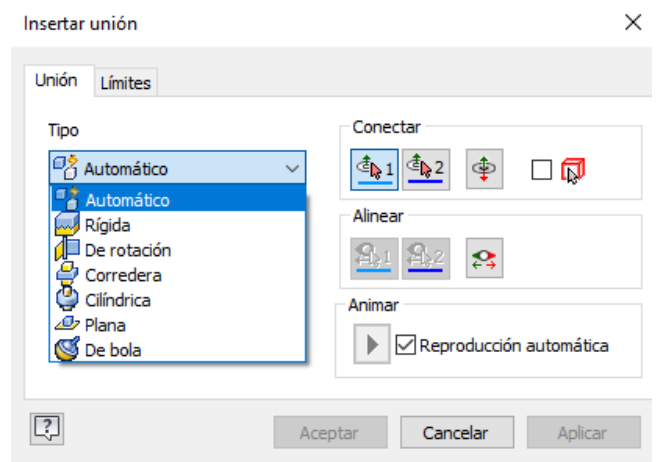 Insertar unión
Unión
Límites
Tipo
Automático
Automático
Rígida
De rotación
Corredera
Cilíndrica
Plana
De bola
Conectar
1
2
Alinear
1
2
Animar
Reproducción automática
?
Aceptar
Cancelar
Aplicar